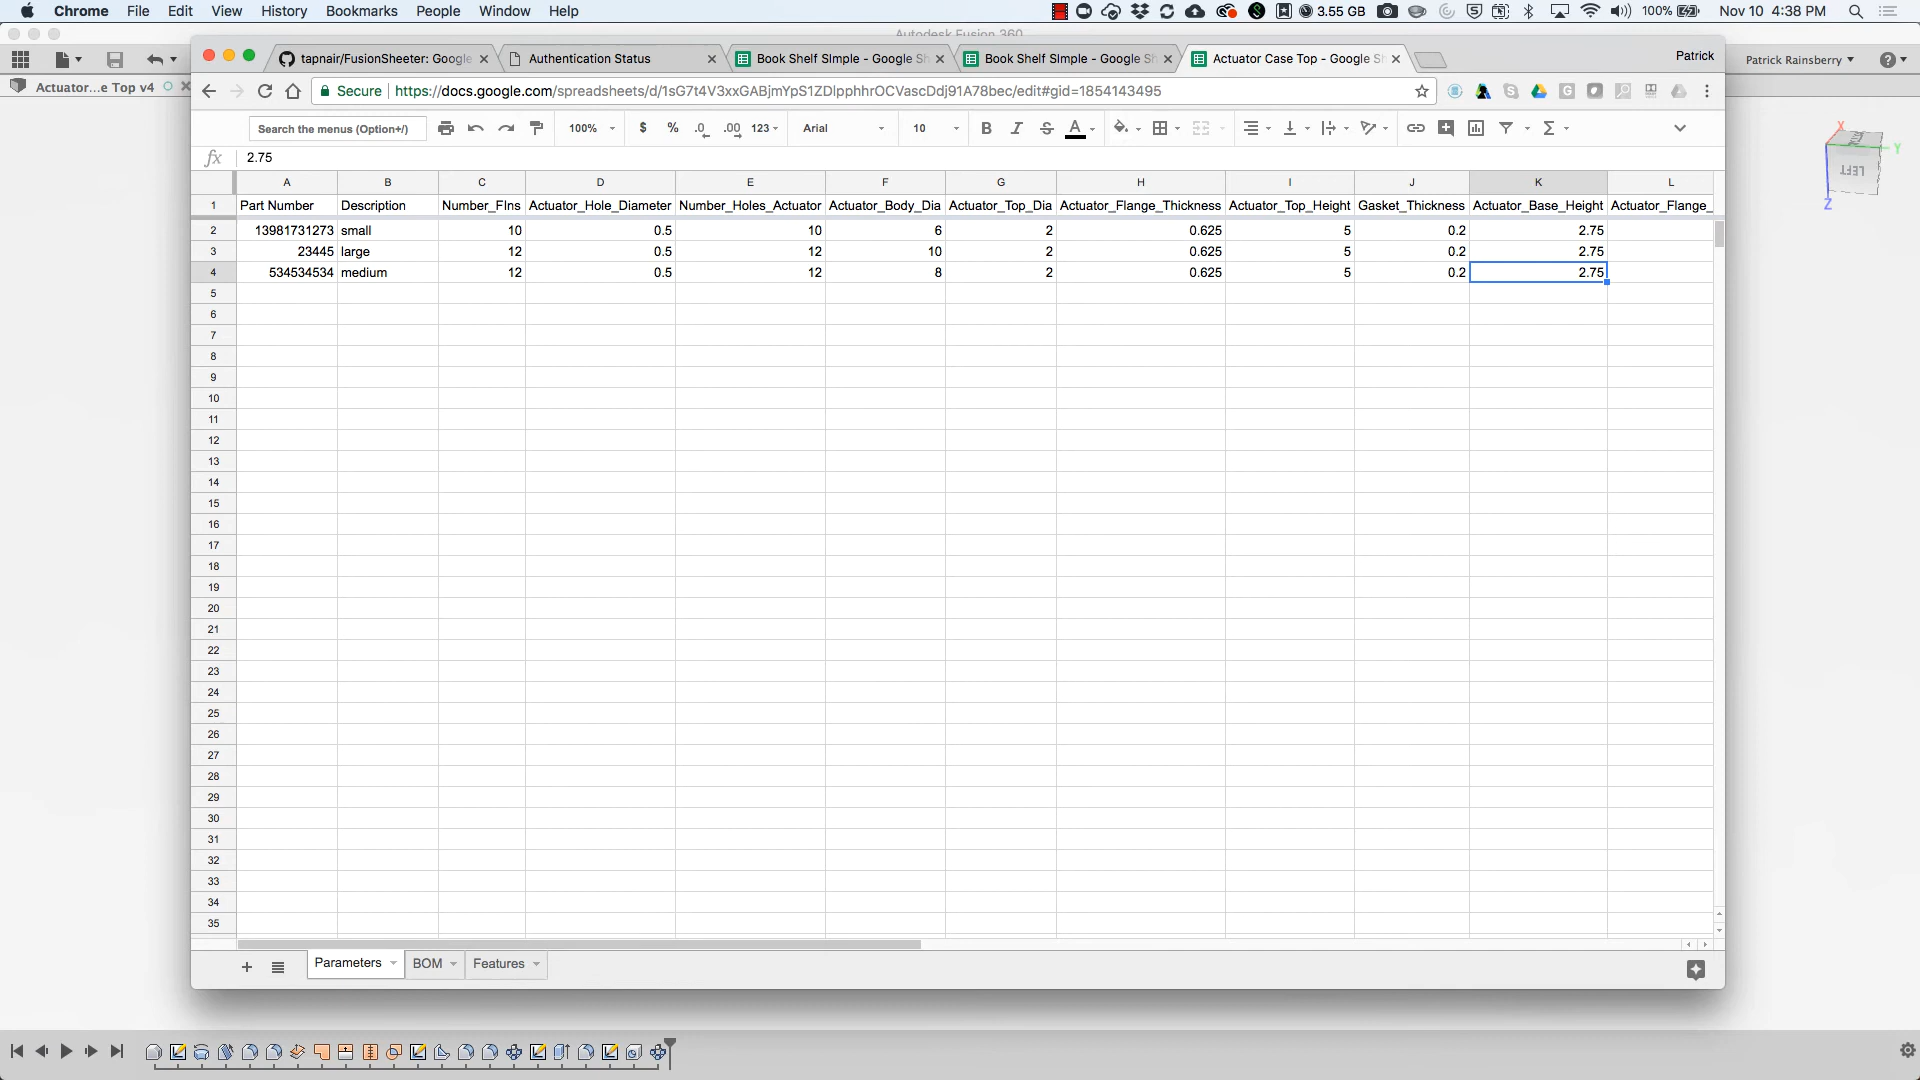 Chrome File Edit View History Bookmarks People Window Help 3.55 GB 100% Nov 10 4:38 PM
Autodesk Fusion 360
tapnair/FusionSheeter: Google Authentication Status Book Shelf SImple - Google Sh Book Shelf SImple - Google Sh Actuator Case Top - Google Sh Patrick
Patrick Rainsberry
Actuator...e Top v4
Secure https://docs.google.com/spreadsheets/d/1sG7t4V3xxGABjmYpS1ZDlpphhrOCVascDdj91A78bec/edit#gid=1854143495
Search the menus (Option+/) 100% $ % .0 .00 123 Arial 10 B I S A
fx 2.75
X Y Z LEFT
A B C D E F G H I J K L
1 Part Number Description Number_FIns Actuator_Hole_Diameter Number_Holes_Actuator Actuator_Body_Dia Actuator_Top_Dia Actuator_Flange_Thickness Actuator_Top_Height Gasket_Thickness Actuator_Base_Height Actuator_Flange_
2 13981731273 small 10 0.5 10 6 2 0.625 5 0.2 2.75
3 23445 large 12 0.5 12 10 2 0.625 5 0.2 2.75
4 534534534 medium 12 0.5 12 8 2 0.625 5 0.2 2.75
5
6
7
8
9
10
11
12
13
14
15
16
17
18
19
20
21
22
23
24
25
26
27
28
29
30
31
32
33
34
35
Parameters BOM Features